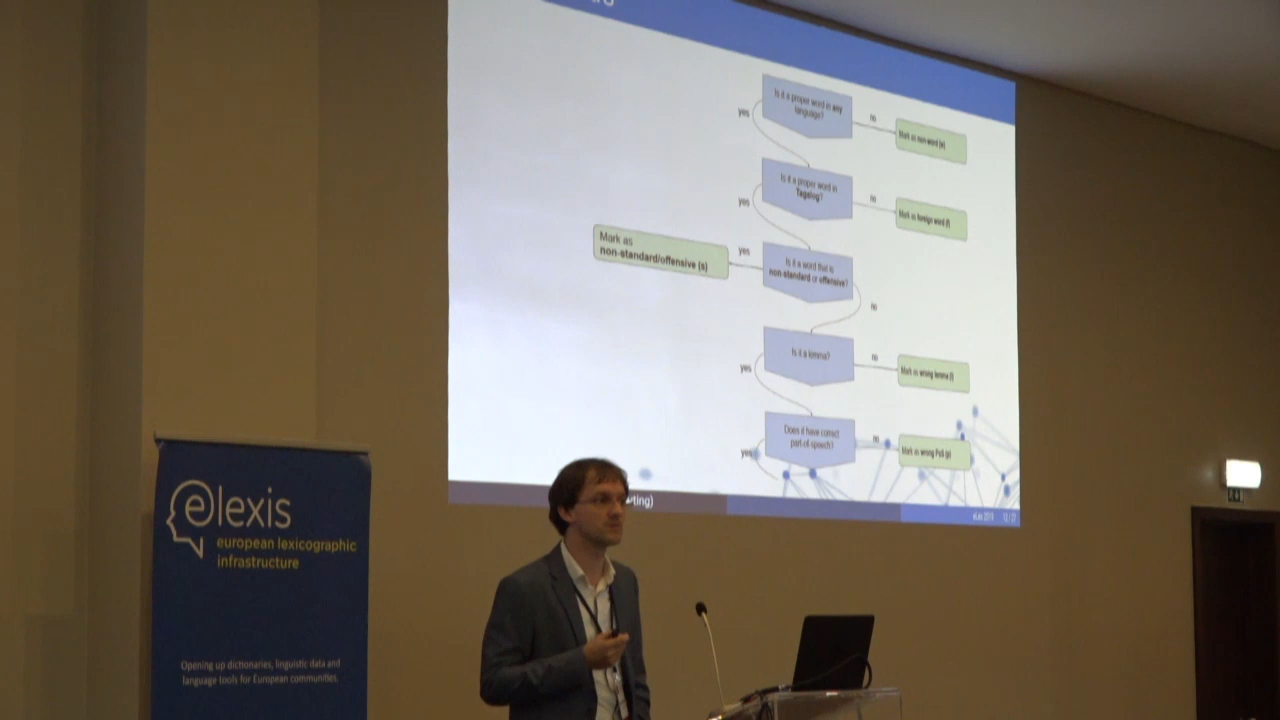 Is it a proper word in any
language?
yes
no
Mark as non-word (w)
Is it a proper word in
Tagalog?
yes
no
Mark as foreign word (f)
Mark as
non-standard/offensive (s)
yes
Is it a word that is
non-standard or offensive?
no
Is it a lemma?
yes
no
Mark as wrong lemma (l)
Does it have correct
part-of-speech?
yes
no
Mark as wrong PoS (p)
eLex 2019
elexis
european lexicographic
infrastructure
Opening up dictionaries, linguistic data and
language tools for European communities.